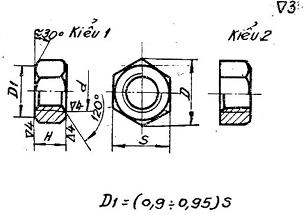 ∇3
≈30° Kiểu 1
Kiểu 2
D1
d
∇4
120°
∇4
∇4
H
S
D
D1 = (0,9 ÷ 0,95) S